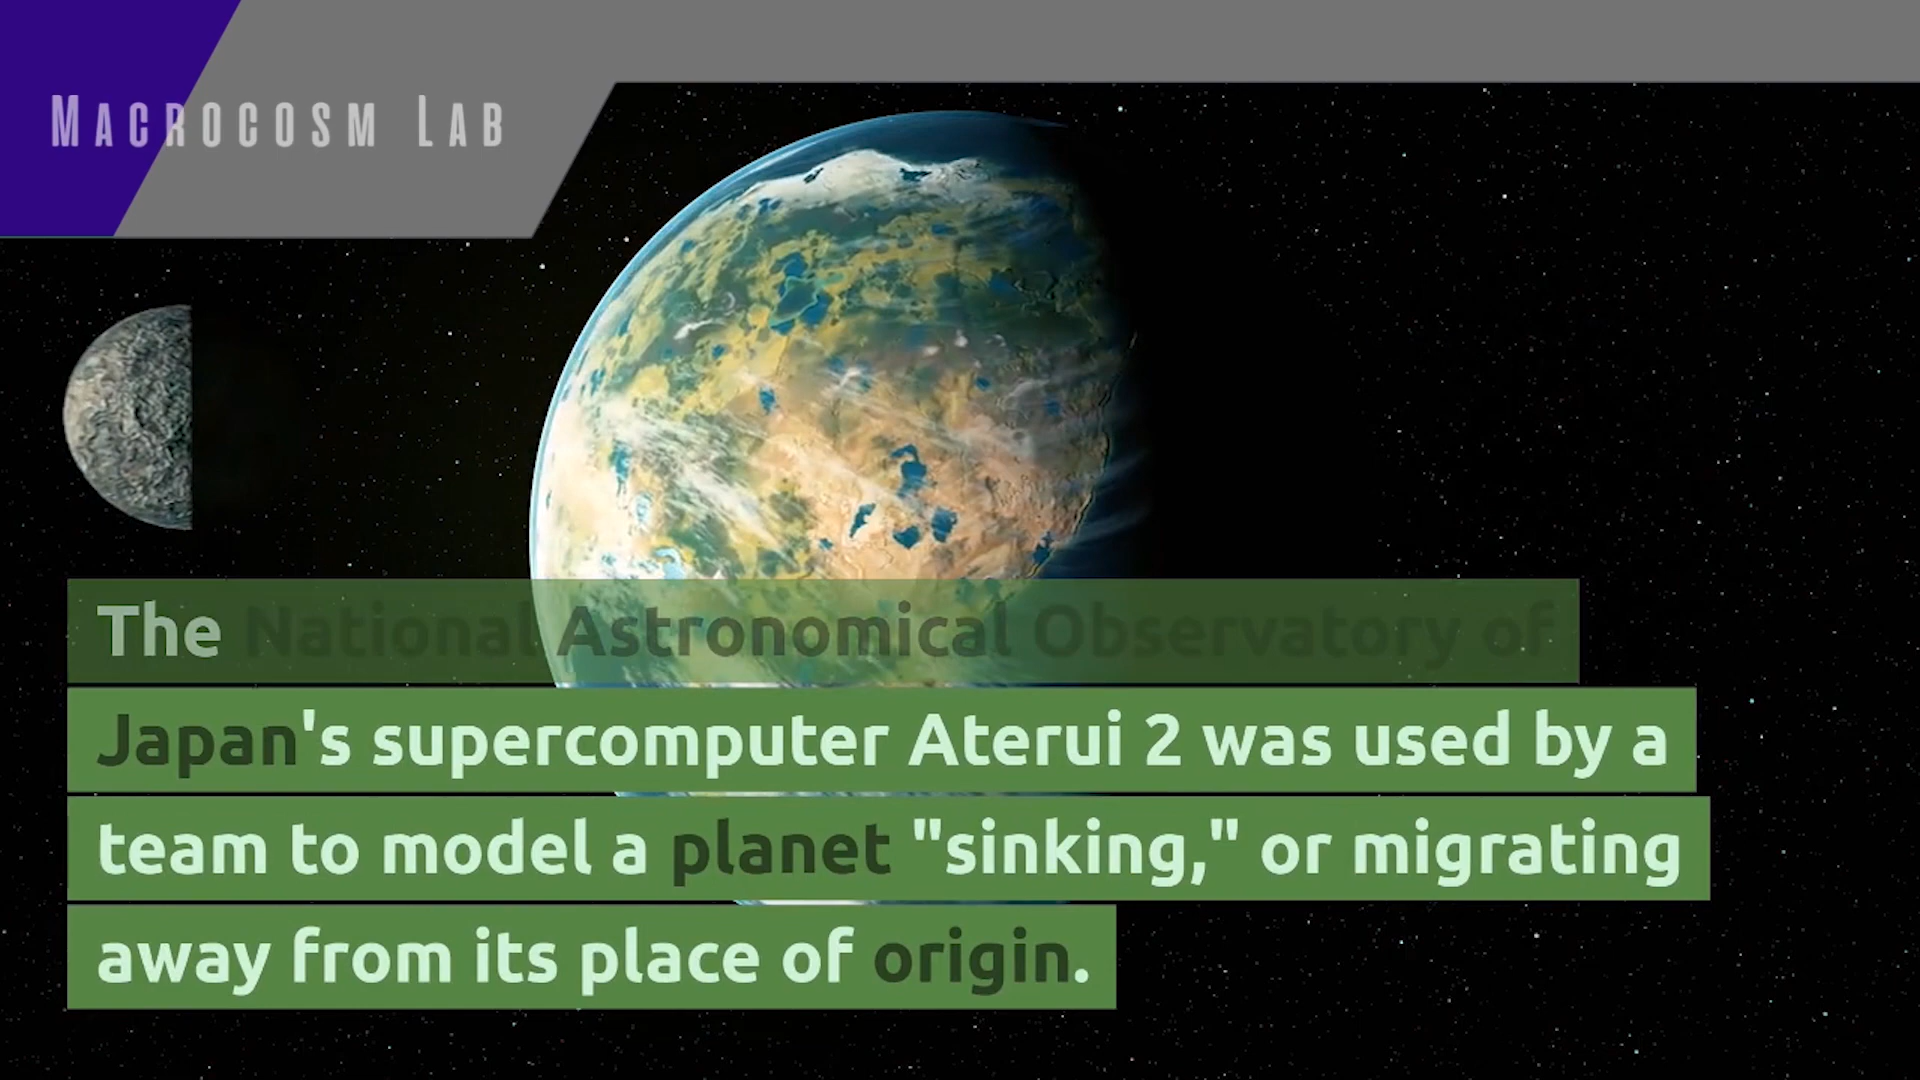 Macrocosm Lab
The National Astronomical Observatory of
Japan's supercomputer Aterui 2 was used by a
team to model a planet "sinking," or migrating
away from its place of origin.